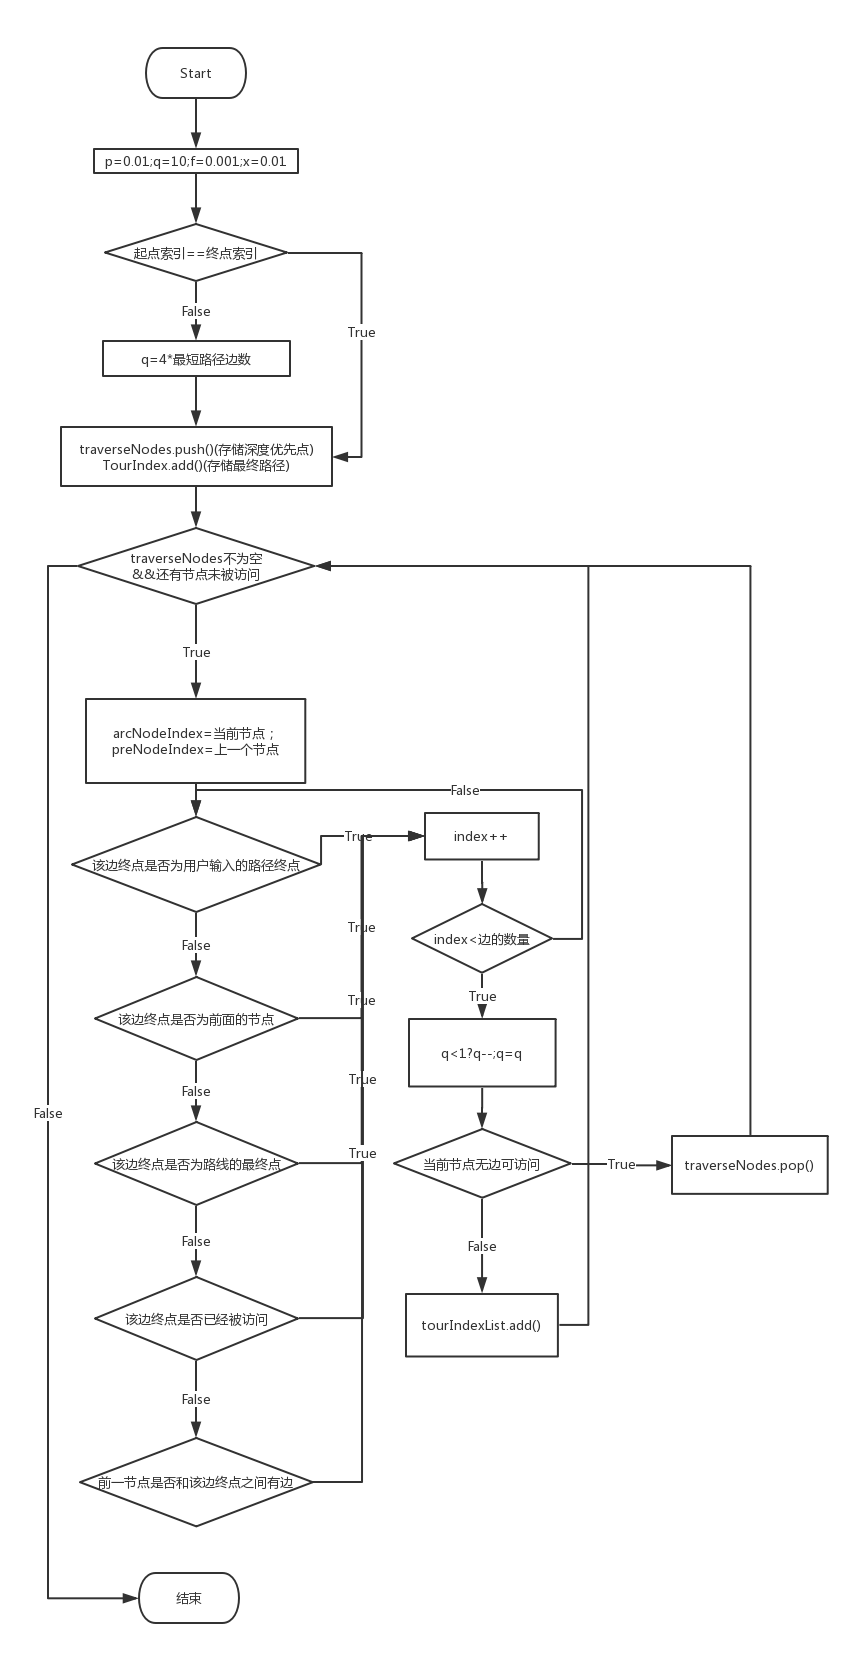 Start
p=0.01;q=10;f=0.001;x=0.01
起点索引==终点索引
False
True
q=4*最短路径边数
traverseNodes.push()(存储深度优先点)
TourIndex.add()(存储最终路径)
traverseNodes不为空
&&还有节点未被访问
True
False
arcNodeIndex=当前节点；
preNodeIndex=上一个节点
False
该边终点是否为用户输入的路径终点
True
index++
True
False
index<边的数量
True
True
该边终点是否为前面的节点
q<1?q--;q=q
True
False
该边终点是否为路线的最终点
True
当前节点无边可访问
True
traverseNodes.pop()
False
False
该边终点是否已经被访问
tourIndexList.add()
False
前一节点是否和该边终点之间有边
结束